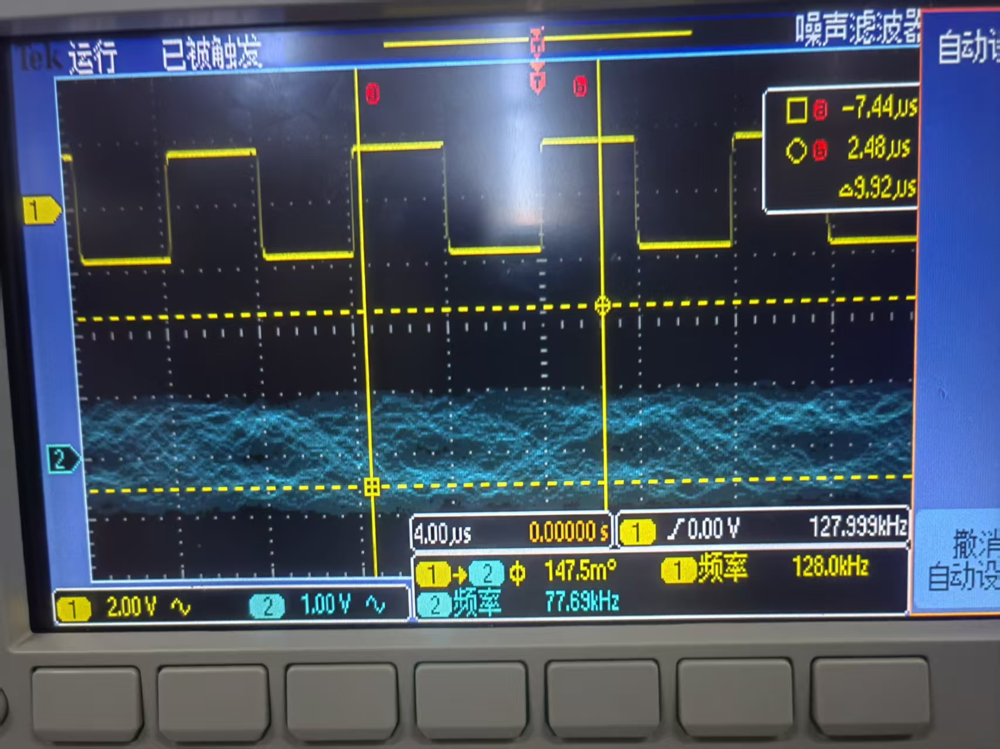 Tek 运行 已被触发 噪声滤波器
自动设
a b
T
□ a -7.44μs
○ b 2.48μs
△9.92μs
1
2
4.00μs 0.00000 s
1 ∫ 0.00 V 127.999kHz
1 → 2 ϕ 147.5m° 1 频率 128.0kHz
2 频率 77.69kHz
1 2.00 V ∿ 2 1.00 V ∿
撤消
自动设